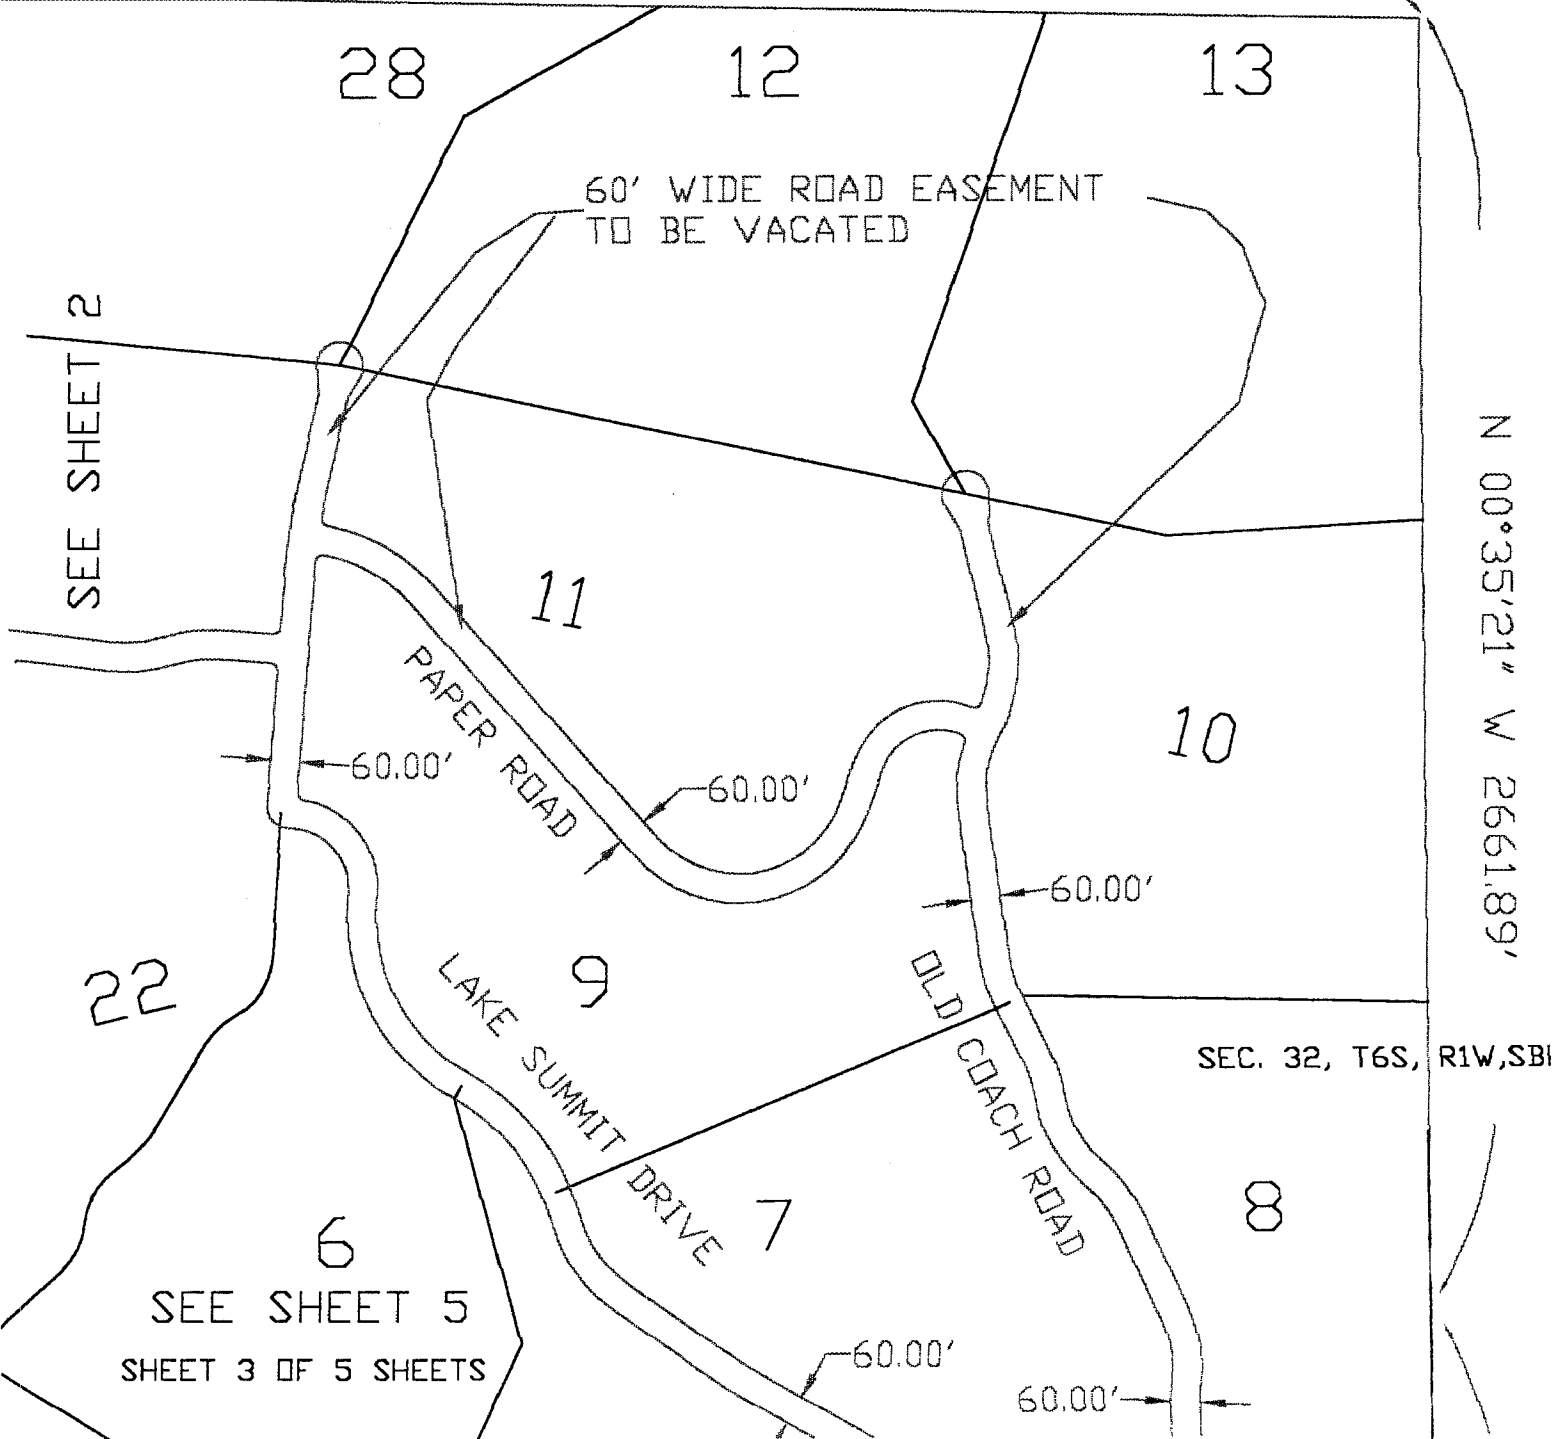 28
12
13
60' WIDE ROAD EASEMENT
TO BE VACATED
SEE SHEET 2
N 00°35'21" W 2661.89'
11
PAPER ROAD
10
60.00'
60.00'
60.00'
22
9
LAKE SUMMIT DRIVE
OLD COACH ROAD
SEC. 32, T6S, R1W,SB
7
8
6
SEE SHEET 5
SHEET 3 OF 5 SHEETS
60.00'
60.00'